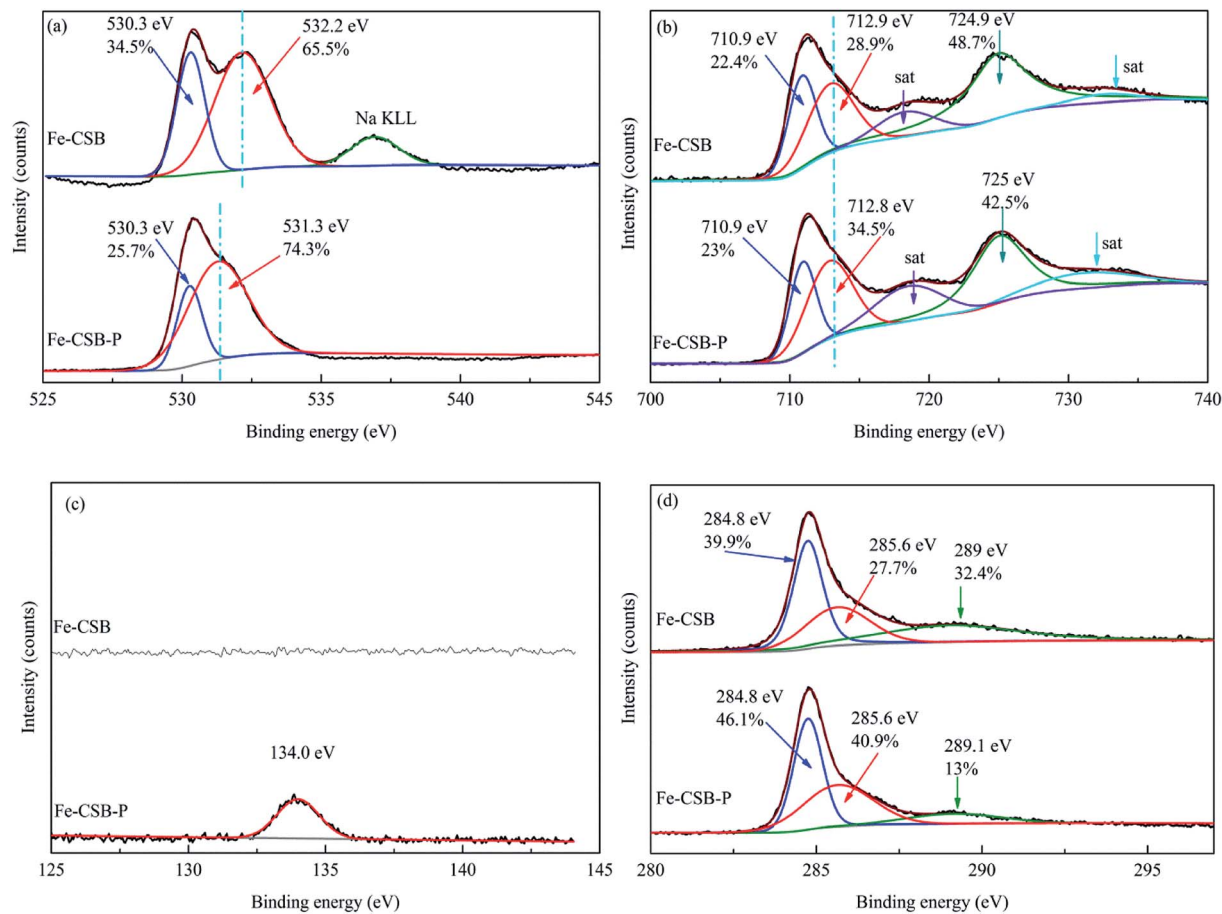 (a)
530.3 eV
34.5%
532.2 eV
65.5%
Na KLL
Fe-CSB
530.3 eV
25.7%
531.3 eV
74.3%
Fe-CSB-P
Intensity (counts)
525 530 535 540 545
Binding energy (eV)
(b)
710.9 eV
22.4%
712.9 eV
28.9%
724.9 eV
48.7%
sat
sat
Fe-CSB
710.9 eV
23%
712.8 eV
34.5%
725 eV
42.5%
sat
sat
Fe-CSB-P
Intensity (counts)
700 710 720 730 740
Binding energy (eV)
(c)
Fe-CSB
134.0 eV
Fe-CSB-P
Intensity (counts)
125 130 135 140 145
Binding energy (eV)
(d)
284.8 eV
39.9%
285.6 eV
27.7%
289 eV
32.4%
Fe-CSB
284.8 eV
46.1%
285.6 eV
40.9%
289.1 eV
13%
Fe-CSB-P
Intensity (counts)
280 285 290 295
Binding energy (eV)